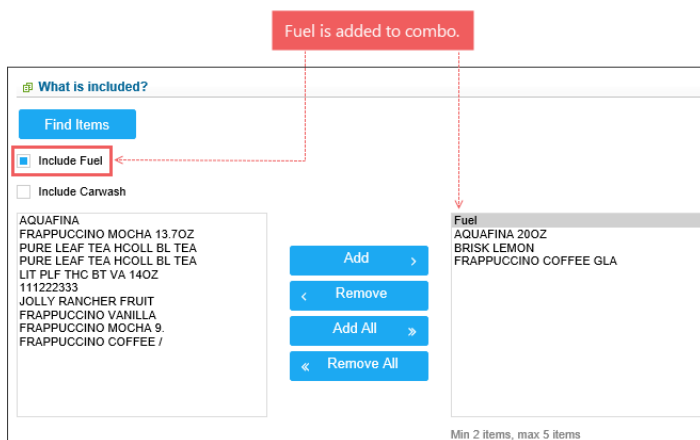 Fuel is added to combo.
What is included?
Find Items
Include Fuel
Include Carwash
AQUAFINA
FRAPPUCCINO MOCHA 13.7OZ
PURE LEAF TEA HCOLL BL TEA
PURE LEAF TEA HCOLL BL TEA
LIT PLF THC BT VA 14OZ
111222333
JOLLY RANCHER FRUIT
FRAPPUCCINO VANILLA
FRAPPUCCINO MOCHA 9.
FRAPPUCCINO COFFEE /
Add >
< Remove
Add All »
« Remove All
Fuel
AQUAFINA 20OZ
BRISK LEMON
FRAPPUCCINO COFFEE GLA
Min 2 items, max 5 items